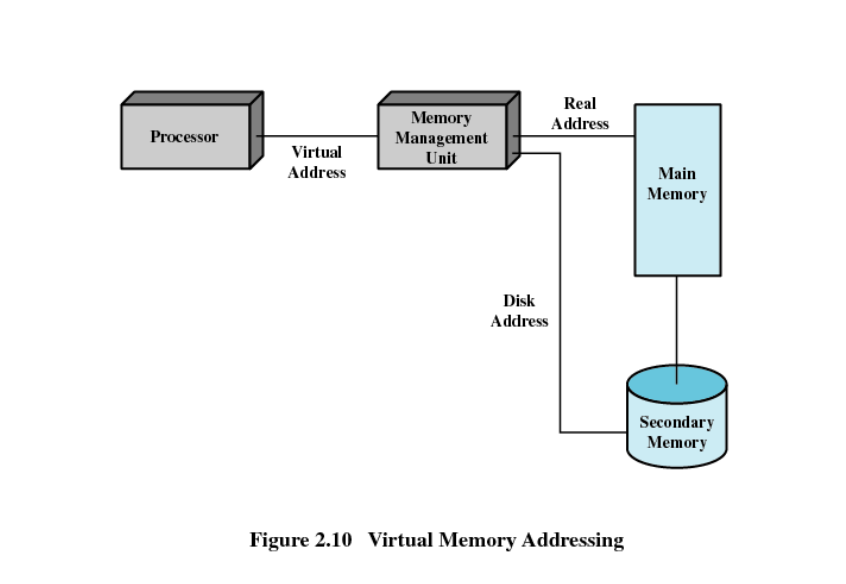 Processor
Virtual
Address
Memory
Management
Unit
Real
Address
Main
Memory
Disk
Address
Secondary
Memory
Figure 2.10 Virtual Memory Addressing